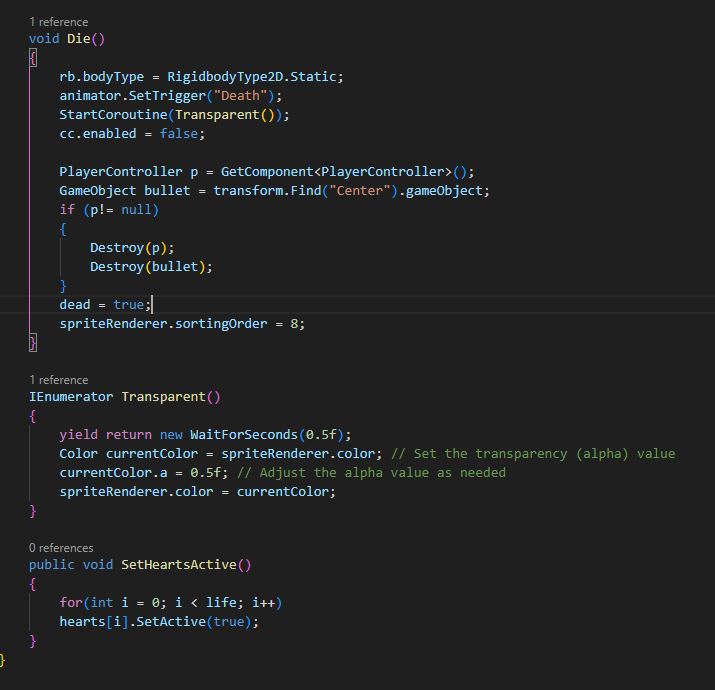 1 reference
void Die()
{
    rb.bodyType = RigidbodyType2D.Static;
    animator.SetTrigger("Death");
    StartCoroutine(Transparent());
    cc.enabled = false;

    PlayerController p = GetComponent<PlayerController>();
    GameObject bullet = transform.Find("Center").gameObject;
    if (p!= null)
    {
        Destroy(p);
        Destroy(bullet);
    }
    dead = true;
    spriteRenderer.sortingOrder = 8;
}

1 reference
IEnumerator Transparent()
{
    yield return new WaitForSeconds(0.5f);
    Color currentColor = spriteRenderer.color; // Set the transparency (alpha) value
    currentColor.a = 0.5f; // Adjust the alpha value as needed
    spriteRenderer.color = currentColor;
}

0 references
public void SetHeartsActive()
{
    for(int i = 0; i < life; i++)
    hearts[i].SetActive(true);
}
}